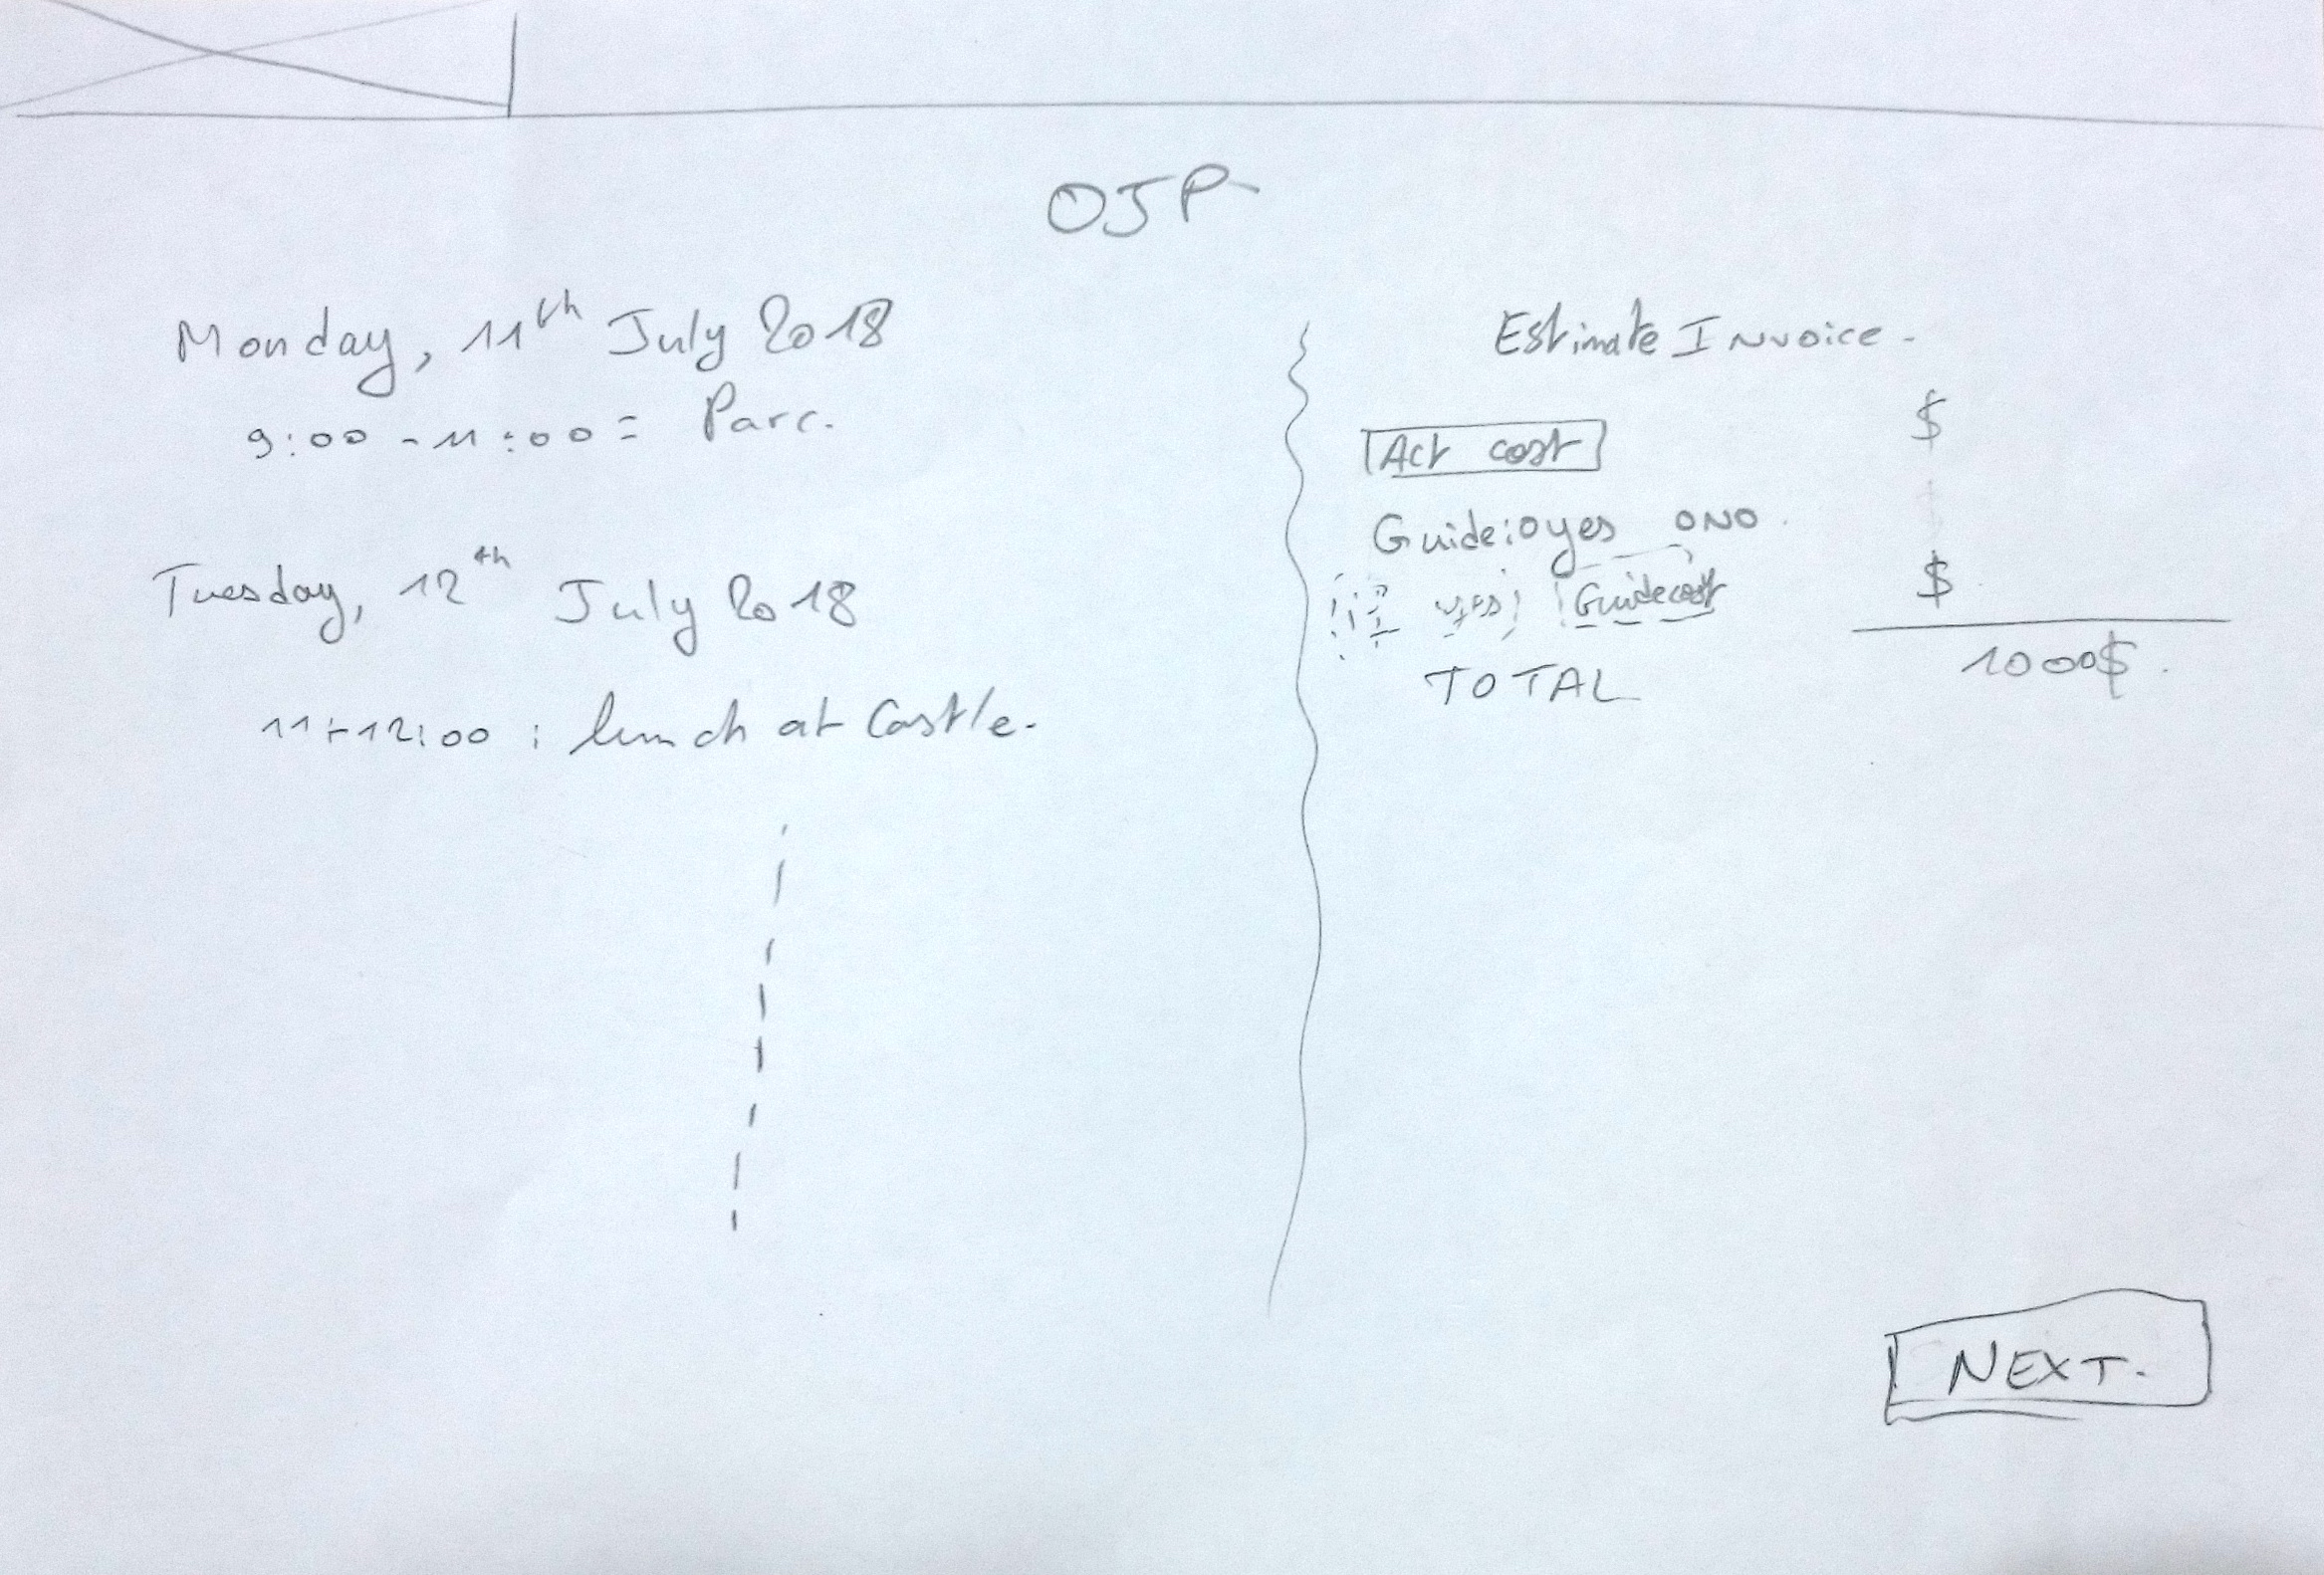 OJP
Monday, 11th July 2018
9:00 - 11:00 = Parc.
Tuesday, 12th July 2018
11 - 12:00 : lunch at Castle.
Estimate Invoice.
Act cost $
Guide: O yes O NO.
if yes Guide cost $
TOTAL 1000$.
NEXT.